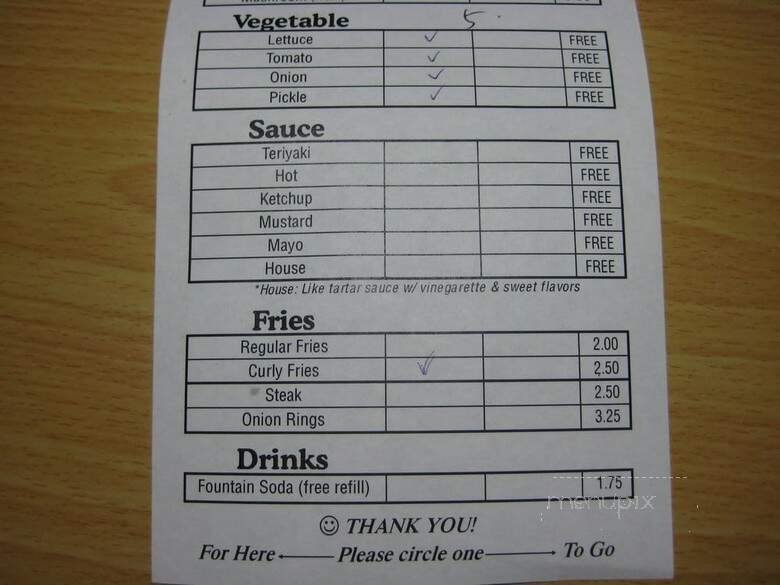 Vegetable 5
Lettuce ✓ FREE
Tomato ✓ FREE
Onion ✓ FREE
Pickle ✓ FREE
Sauce
Teriyaki FREE
Hot FREE
Ketchup FREE
Mustard FREE
Mayo FREE
House FREE
*House: Like tartar sauce w/ vinegarette & sweet flavors
Fries
Regular Fries 2.00
Curly Fries ✓ 2.50
Steak 2.50
Onion Rings 3.25
Drinks
Fountain Soda (free refill) 1.75
menupix
☺ THANK YOU!
For Here Please circle one To Go